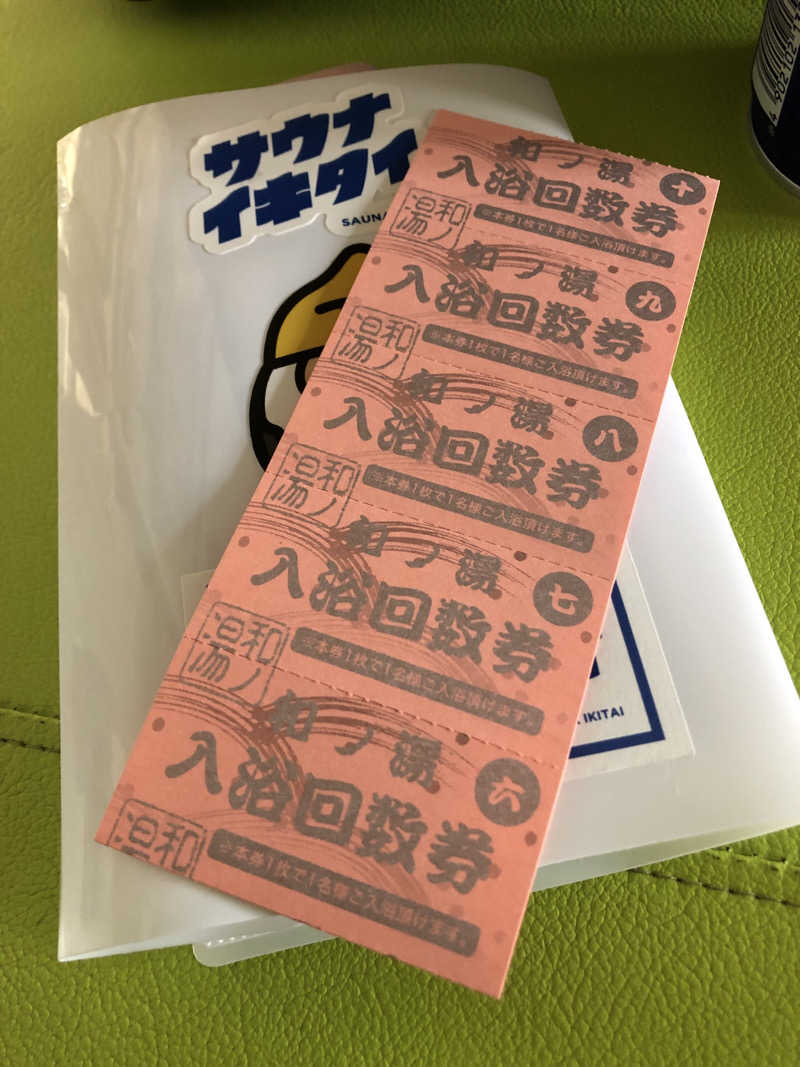 サウナ
イキタイ
SAUNA
和ノ湯
十
入浴回数券
湯和ノ
※本券1枚で1名様ご入浴頂けます。
和ノ湯
九
入浴回数券
湯和ノ
※本券1枚で1名様ご入浴頂けます。
和ノ湯
八
入浴回数券
湯和ノ
※本券1枚で1名様ご入浴頂けます。
和ノ湯
七
入浴回数券
湯和ノ
※本券1枚で1名様ご入浴頂けます。
和ノ湯
六
入浴回数券
湯和
※本券1枚で1名様ご入浴頂けます。
IKITAI
4 902102 11